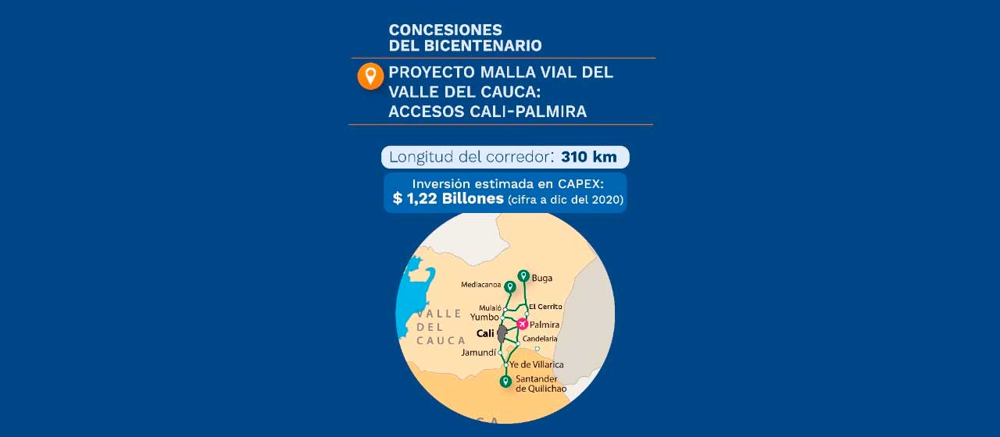 CONCESIONES
DEL BICENTENARIO
PROYECTO MALLA VIAL DEL
VALLE DEL CAUCA:
ACCESOS CALI-PALMIRA
Longitud del corredor: 310 km
Inversión estimada en CAPEX:
$ 1,22 Billones (cifra a dic del 2020)
Buga
Mediacanoa
El Cerrito
Mulaló
Yumbo
VALLE
DEL
CAUCA
Palmira
Cali
Candelaria
Jamundí
Ye de Villarica
Santander
de Quilichao